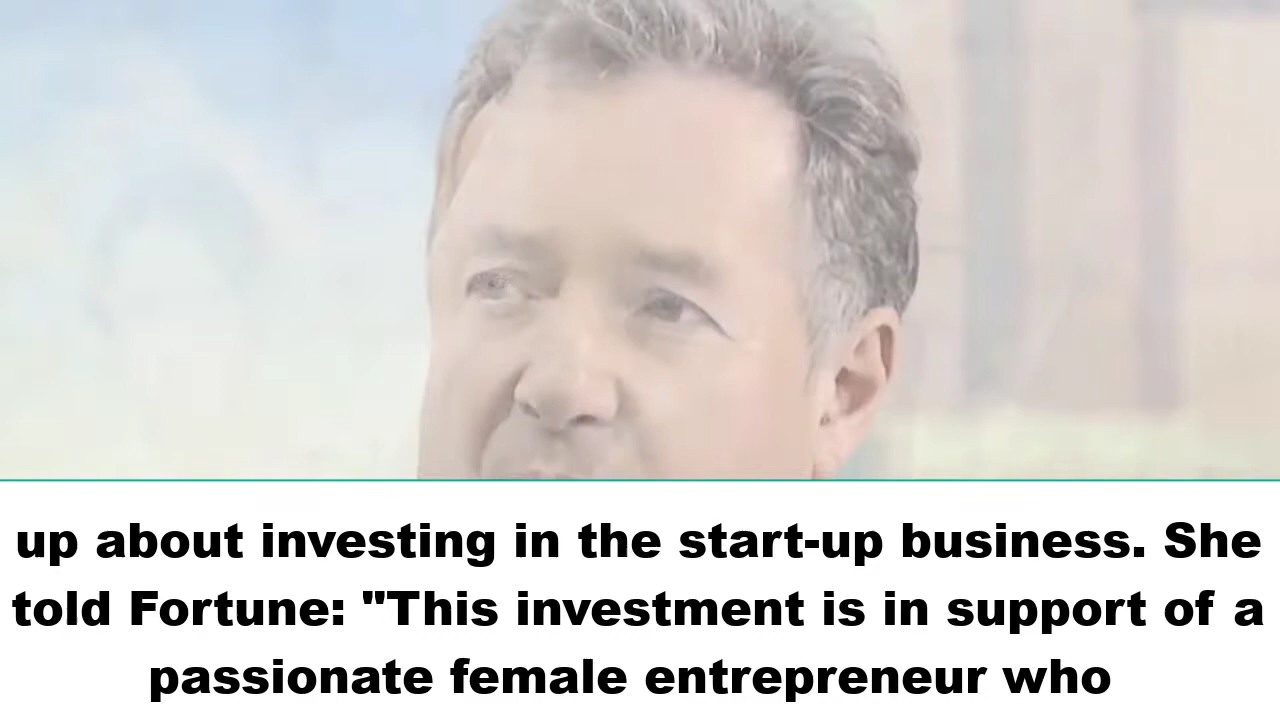 up about investing in the start-up business. She
told Fortune: "This investment is in support of a
passionate female entrepreneur who